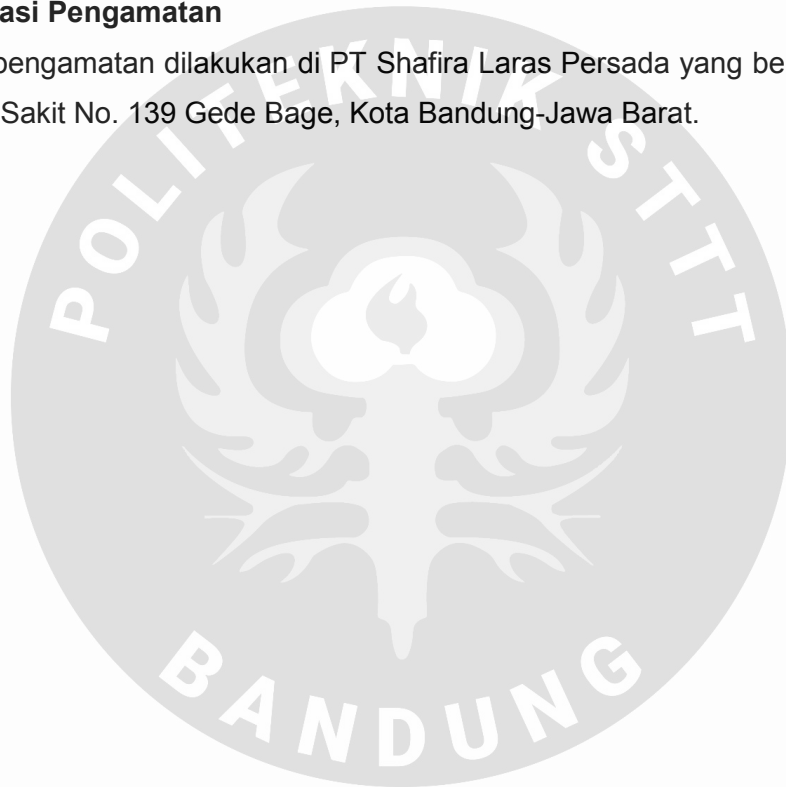 asi Pengamatan
pengamatan dilakukan di PT Shafira Laras Persada yang be
Sakit No. 139 Gede Bage, Kota Bandung-Jawa Barat.
POLITEKNIK STTT
BANDUNG